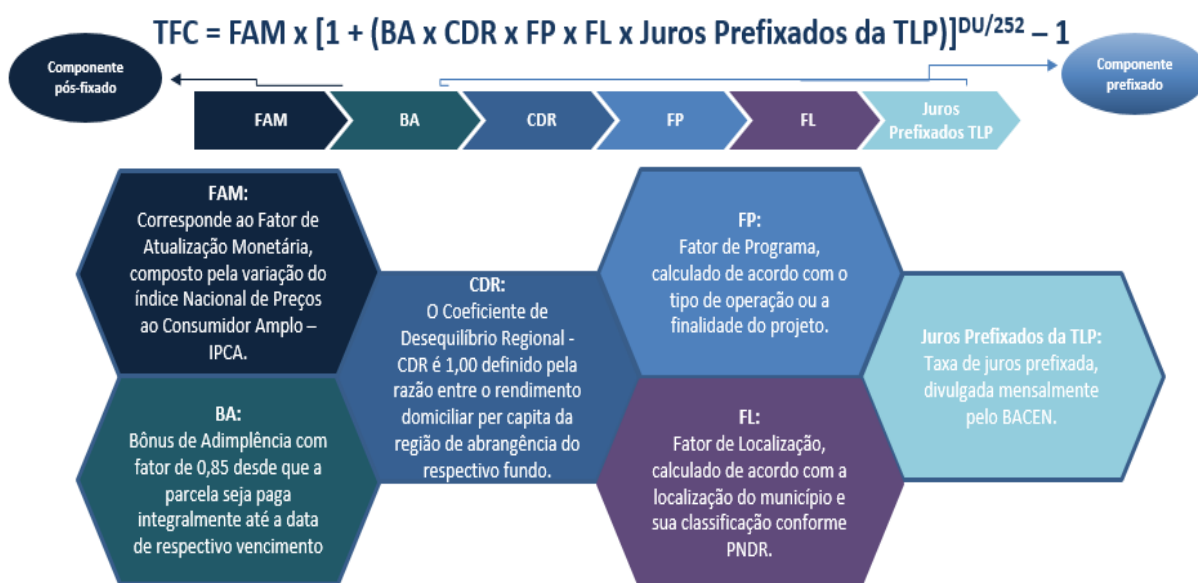 TFC = FAM x [1 + (BA x CDR x FP x FL x Juros Prefixados da TLP)]^DU/252 – 1
Componente
pós-fixado
Componente
prefixado
FAM
BA
CDR
FP
FL
Juros
Prefixados TLP
FAM:
Corresponde ao Fator de
Atualização Monetária,
composto pela variação do
índice Nacional de Preços
ao Consumidor Amplo –
IPCA.
BA:
Bônus de Adimplência com
fator de 0,85 desde que a
parcela seja paga
integralmente até a data
de respectivo vencimento
CDR:
O Coeficiente de
Desequilíbrio Regional -
CDR é 1,00 definido pela
razão entre o rendimento
domiciliar per capita da
região de abrangência do
respectivo fundo.
FP:
Fator de Programa,
calculado de acordo com o
tipo de operação ou a
finalidade do projeto.
FL:
Fator de Localização,
calculado de acordo com a
localização do município e
sua classificação conforme
PNDR.
Juros Prefixados da TLP:
Taxa de juros prefixada,
divulgada mensalmente
pelo BACEN.